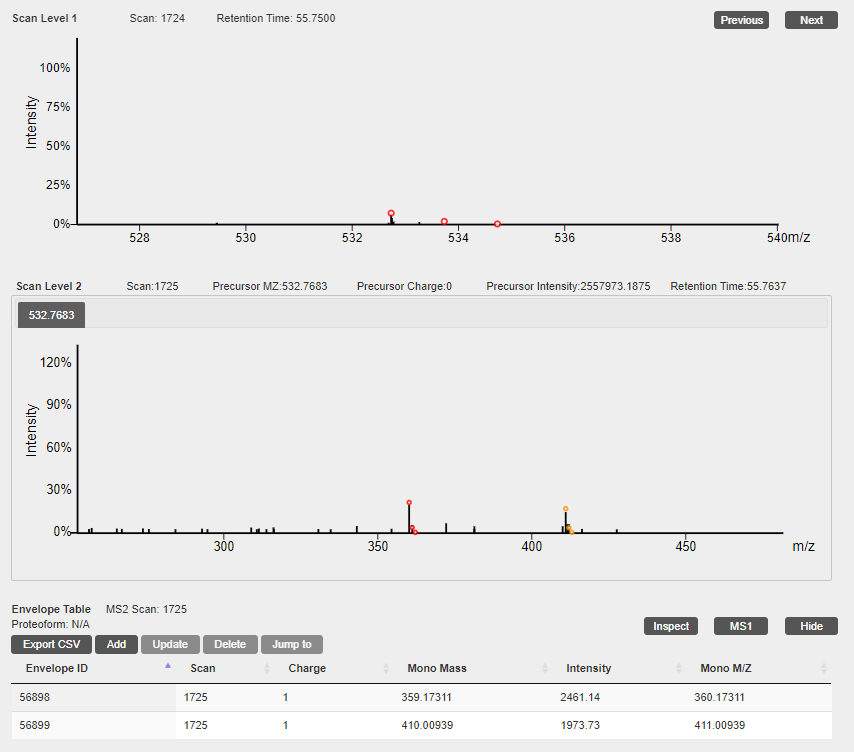 Scan Level 1 Scan: 1724 Retention Time: 55.7500 Previous Next
100%
75%
50%
25%
0%
Intensity
528 530 532 534 536 538 540m/z
Scan Level 2 Scan:1725 Precursor MZ:532.7683 Precursor Charge:0 Precursor Intensity:2557973.1875 Retention Time:55.7637
532.7683
120%
90%
60%
30%
0%
Intensity
300 350 400 450 m/z
Envelope Table MS2 Scan: 1725
Proteoform: N/A
Inspect MS1 Hide
Export CSV Add Update Delete Jump to
Envelope ID Scan Charge Mono Mass Intensity Mono M/Z
56898 1725 1 359.17311 2461.14 360.17311
56899 1725 1 410.00939 1973.73 411.00939